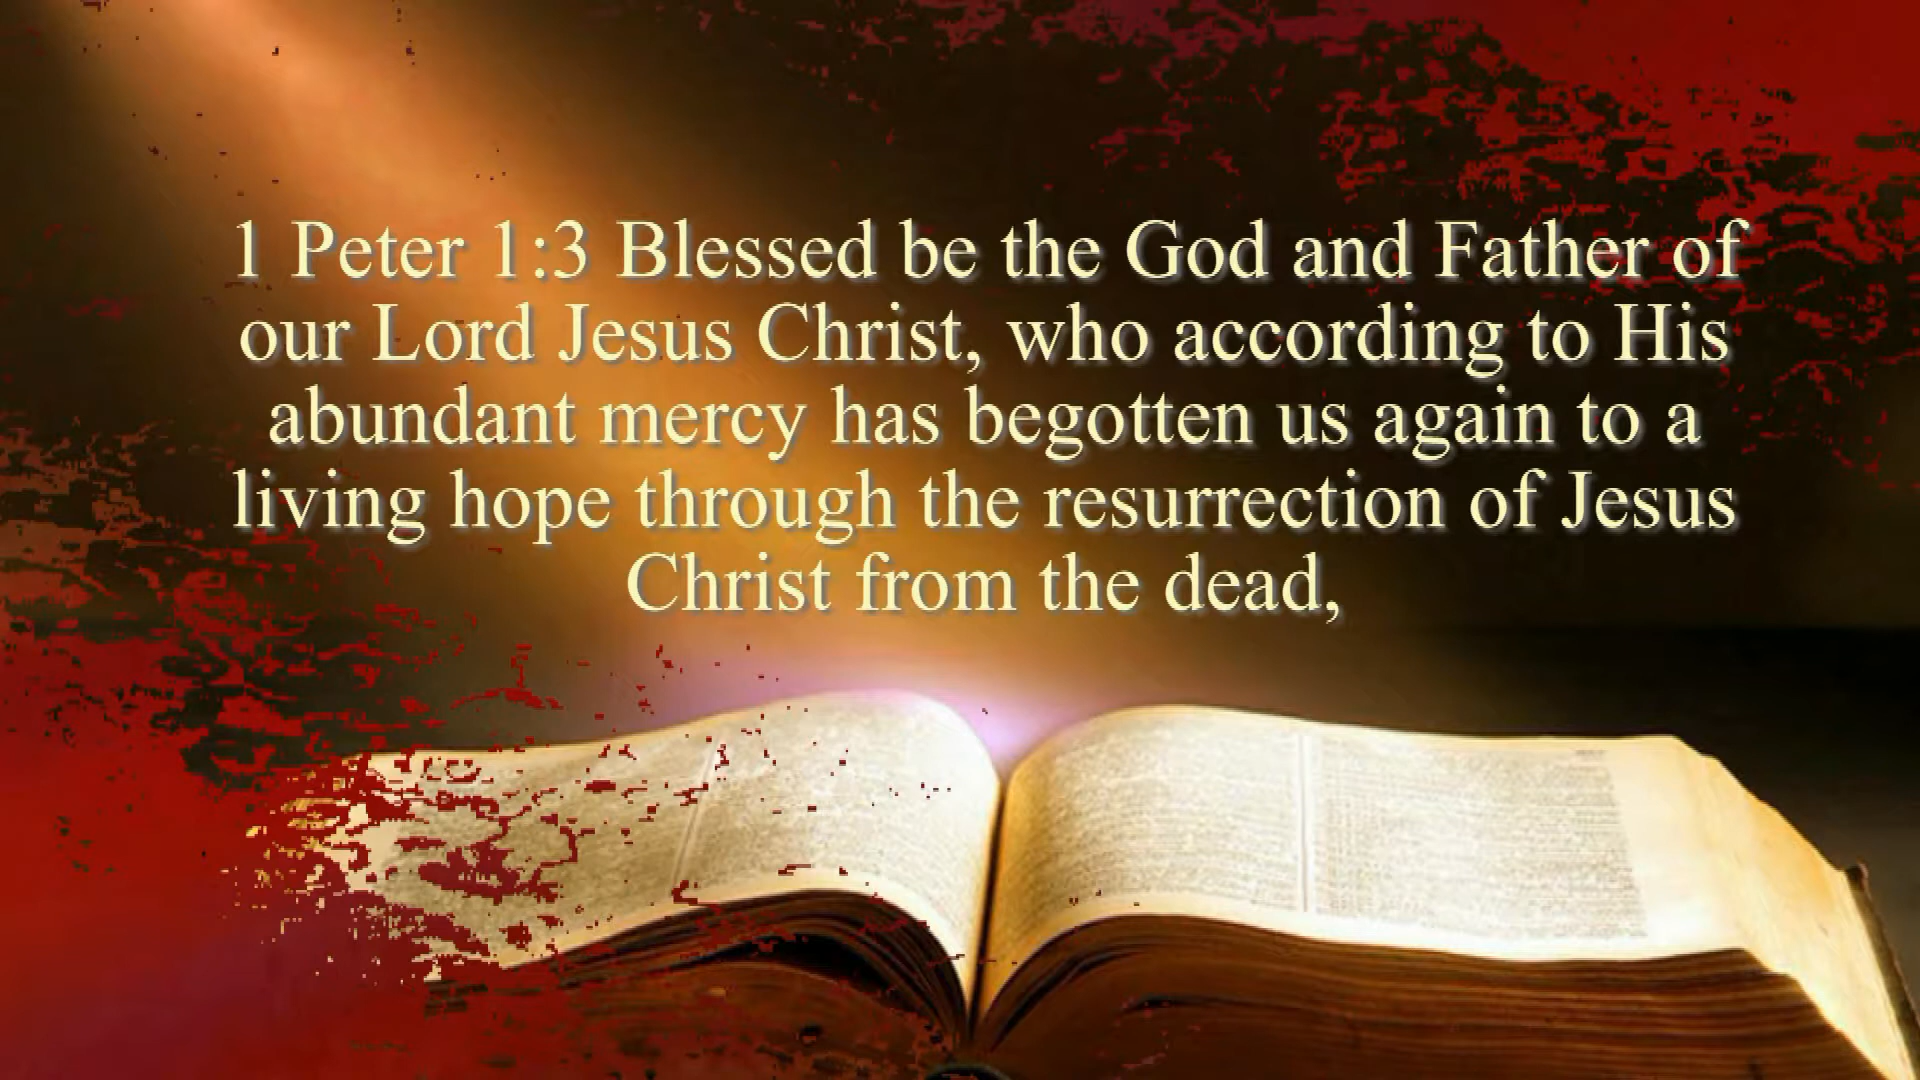 1 Peter 1:3 Blessed be the God and Father of
our Lord Jesus Christ, who according to His
abundant mercy has begotten us again to a
living hope through the resurrection of Jesus
Christ from the dead,